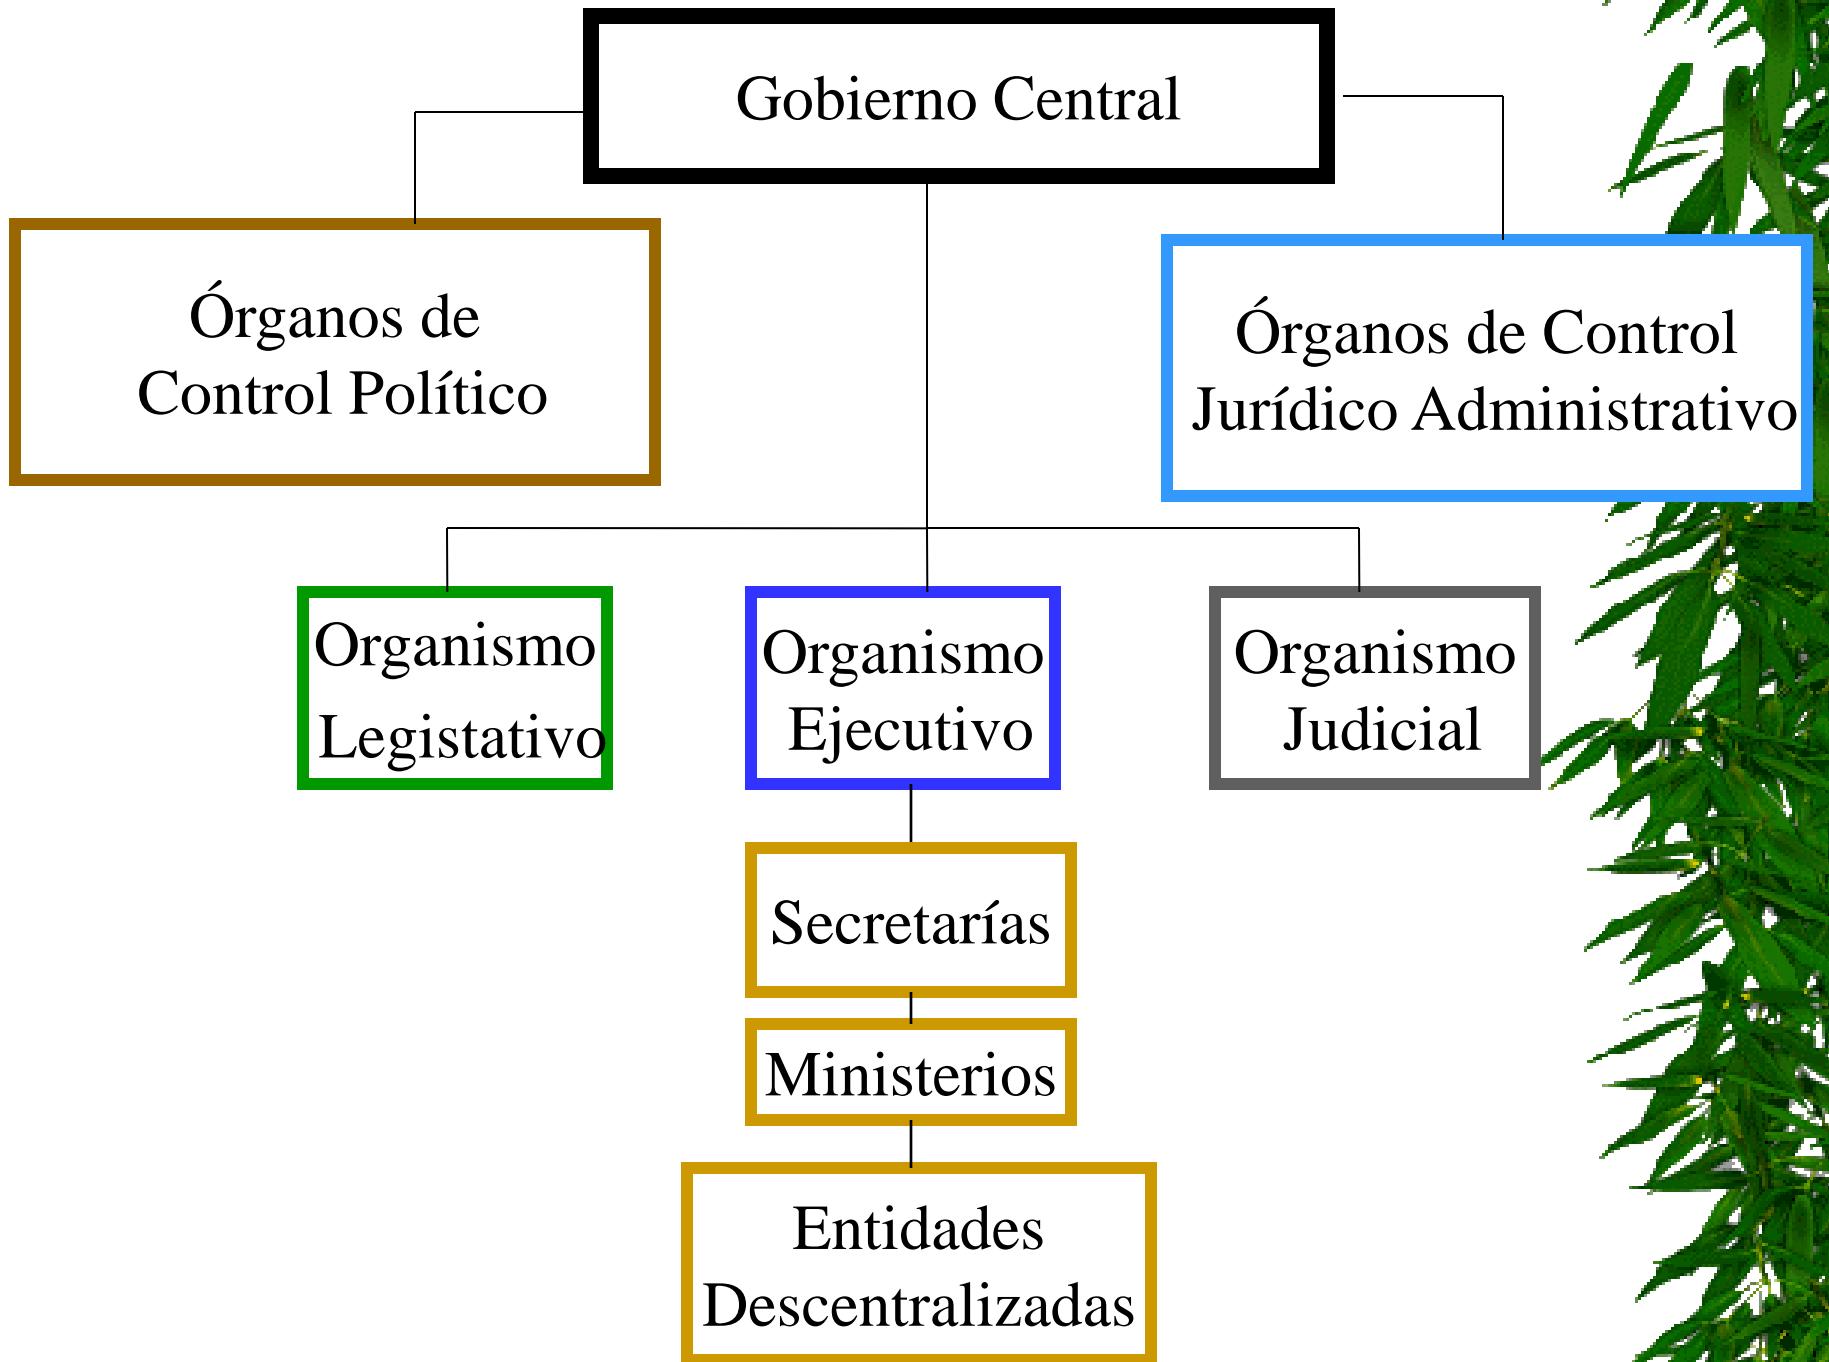 Gobierno Central
Órganos de
Control Político
Órganos de Control
Jurídico Administrativo
Organismo
Legistativo
Organismo
Ejecutivo
Organismo
Judicial
Secretarías
Ministerios
Entidades
Descentralizadas